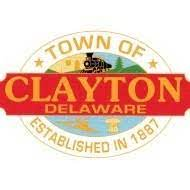 TOWN OF
CLAYTON
DELAWARE
ESTABLISHED IN 1887